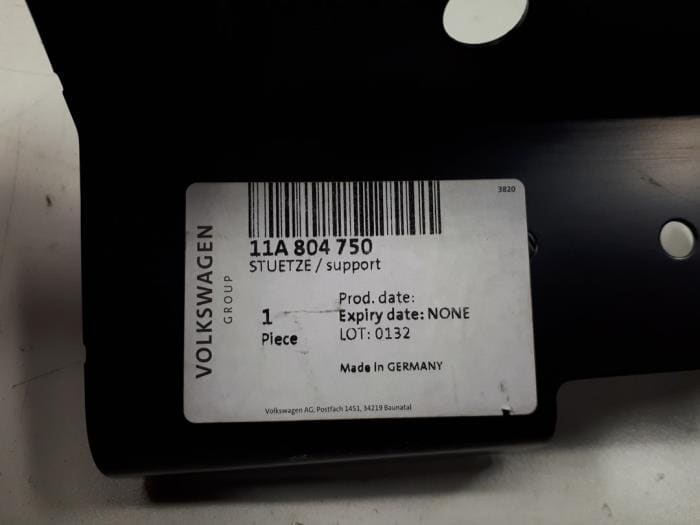 3820
VOLKSWAGEN
GROUP
11A 804 750
STUETZE / support
1
Piece
Prod. date:
Expiry date: NONE
LOT: 0132
Made in GERMANY
Volkswagen AG, Postfach 1451, 34219 Baunatal